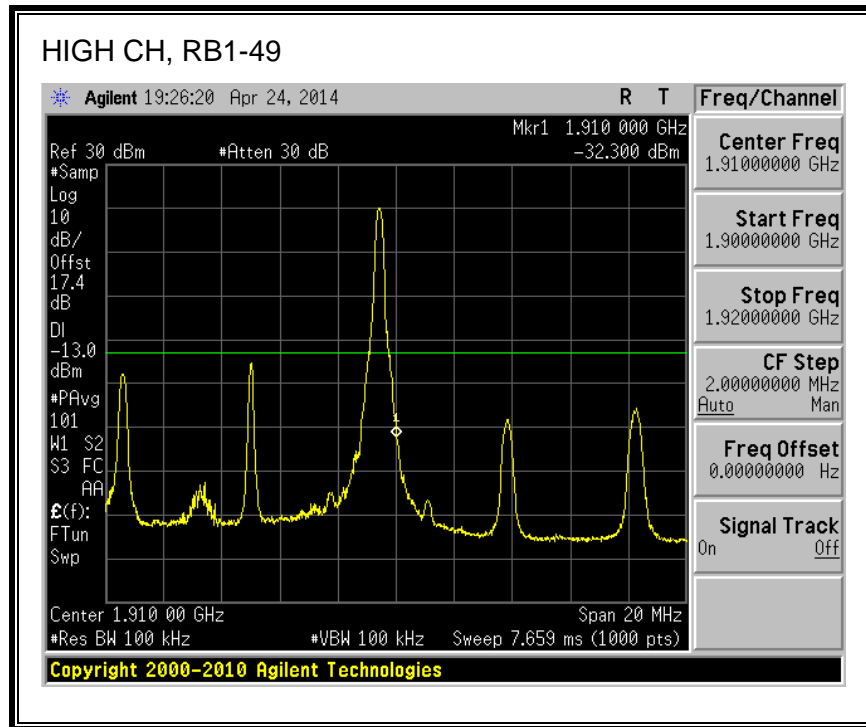 HIGH CH, RB1-49
Agilent 19:26:20 Apr 24, 2014
R T
Freq/Channel
Mkr1 1.910 000 GHz
Ref 30 dBm #Atten 30 dB -32.300 dBm
#Samp
Log
10
dB/
Offst
17.4
dB
DI
-13.0
dBm
#PAvg
101
W1 S2
S3 FC
AA
£(f):
FTun
Swp
1
Center 1.910 00 GHz Span 20 MHz
#Res BW 100 kHz #VBW 100 kHz Sweep 7.659 ms (1000 pts)
Copyright 2000-2010 Agilent Technologies
Center Freq
1.91000000 GHz
Start Freq
1.90000000 GHz
Stop Freq
1.92000000 GHz
CF Step
2.00000000 MHz
Auto Man
Freq Offset
0.00000000 Hz
Signal Track
On Off